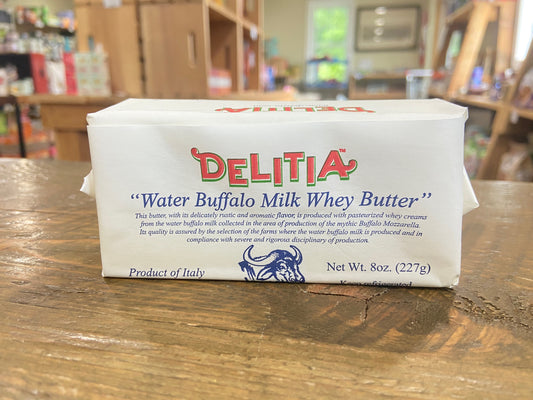 DELITIA
DELITIA™
"Water Buffalo Milk Whey Butter"
This butter, with its delicately rustic and aromatic flavor, is produced with pasteurized whey creams
from the water buffalo milk collected in the area of production of the mythic Buffalo Mozzarella.
Its quality is assured by the selection of the farms where the water buffalo milk is produced and in
compliance with severe and rigorous disciplinary of production.
Product of Italy
Net Wt. 8oz. (227g)
Keep refrigerated